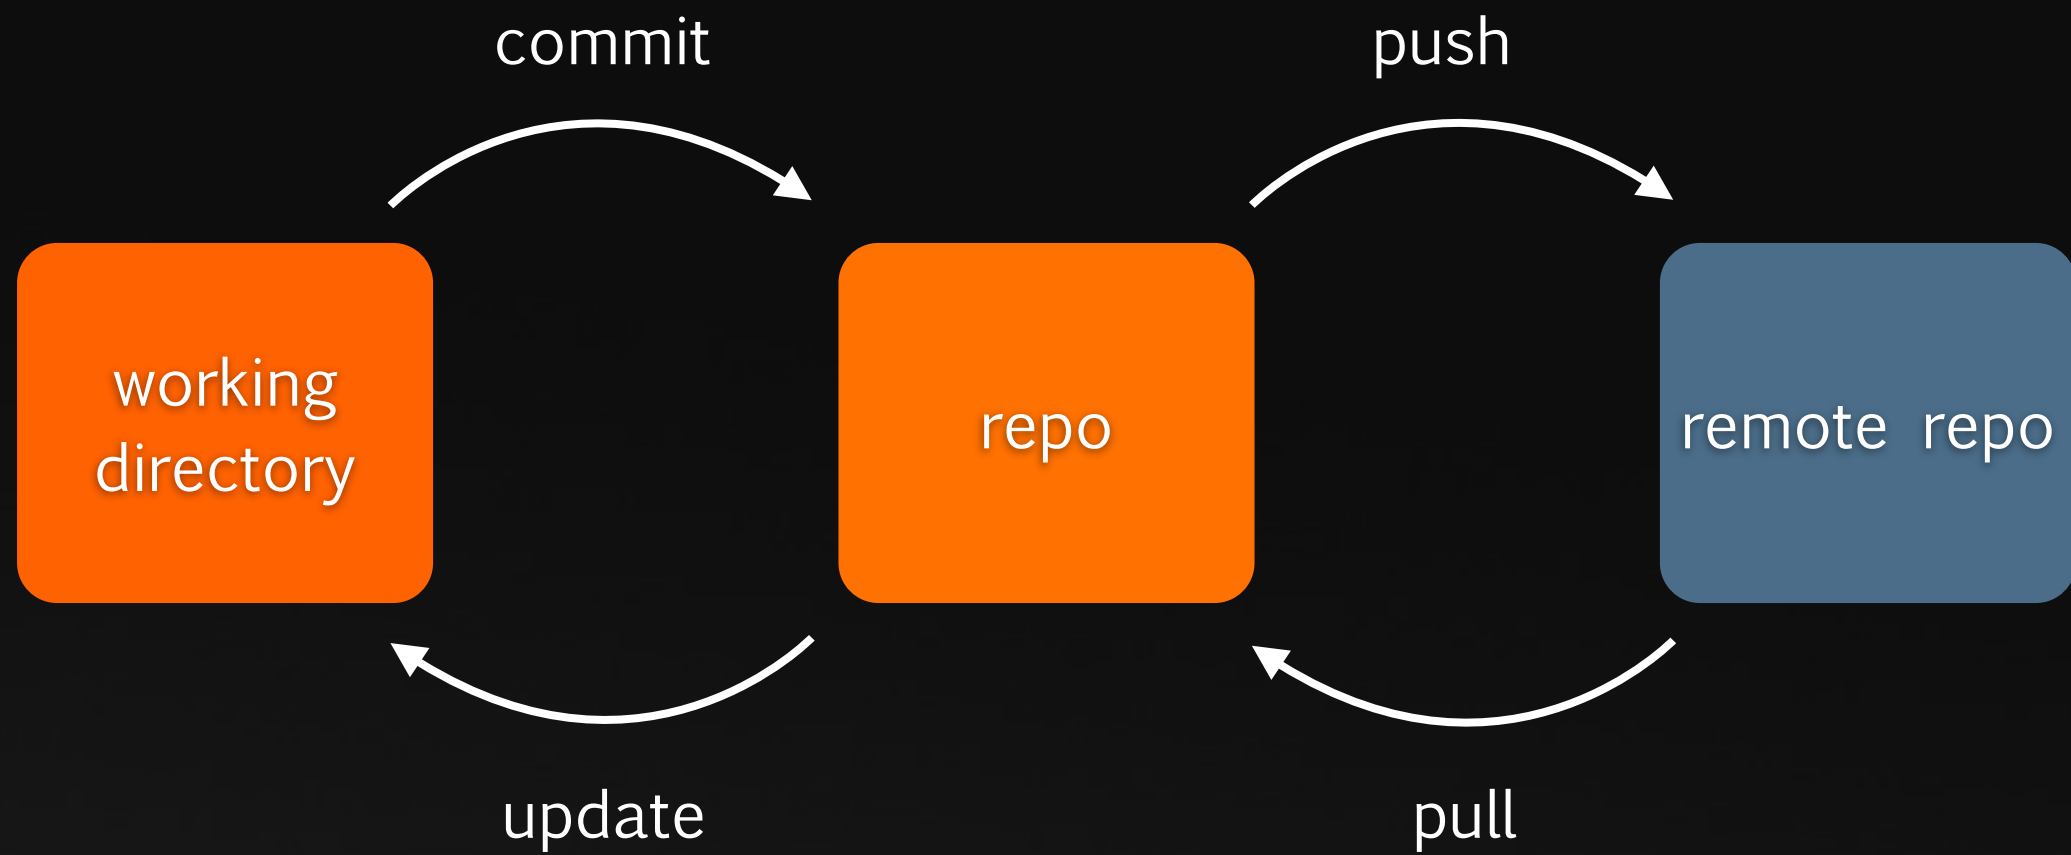 commit
push
working
directory
repo
remote repo
update
pull